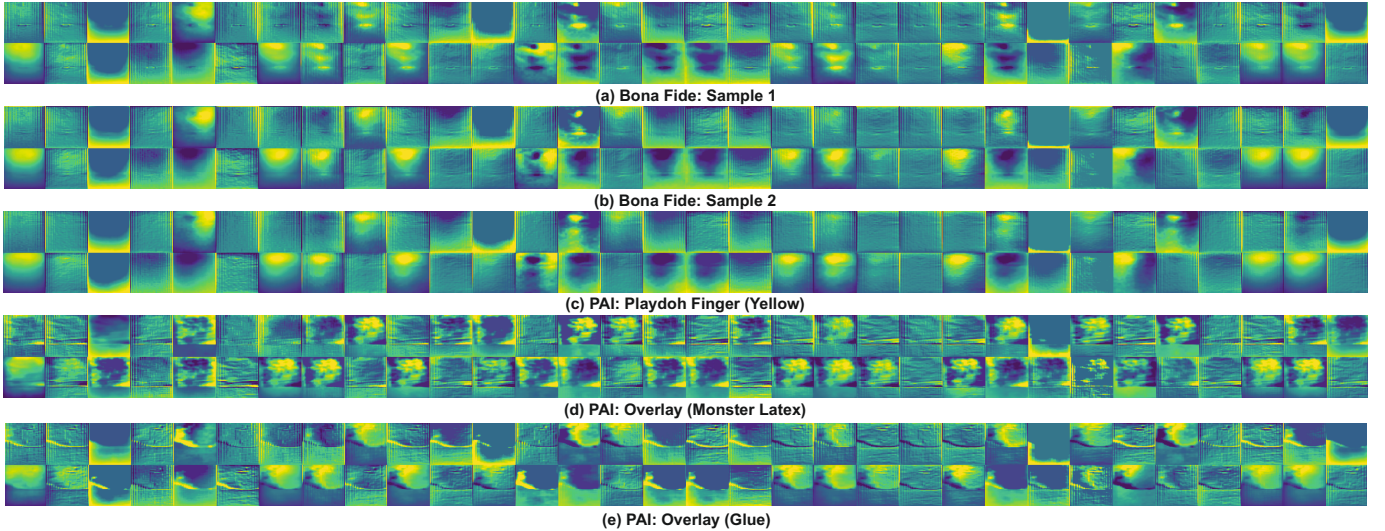 (a) Bona Fide: Sample 1
(b) Bona Fide: Sample 2
(c) PAI: Playdoh Finger (Yellow)
(d) PAI: Overlay (Monster Latex)
(e) PAI: Overlay (Glue)